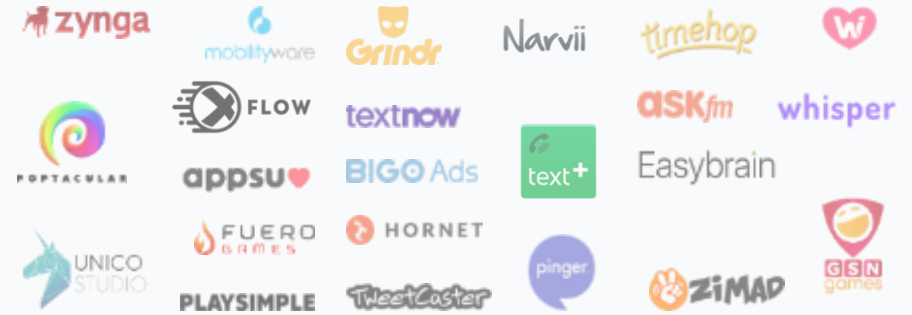 zynga
mobilityware
Grindr
Narvii
timehop
Wi
FLOW
textnow
ASKfm
whisper
POPTACULAR
appsu
BIGO Ads
text+
Easybrain
FUERO
GAMES
HORNET
UNICO
STUDIO
pinger
GSN
games
PLAYSIMPLE
TweetCaster
ZiMAD